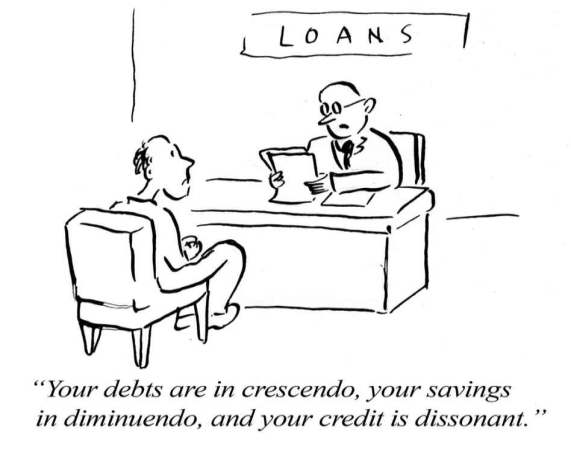 LOANS
“Your debts are in crescendo, your savings
in diminuendo, and your credit is dissonant.”